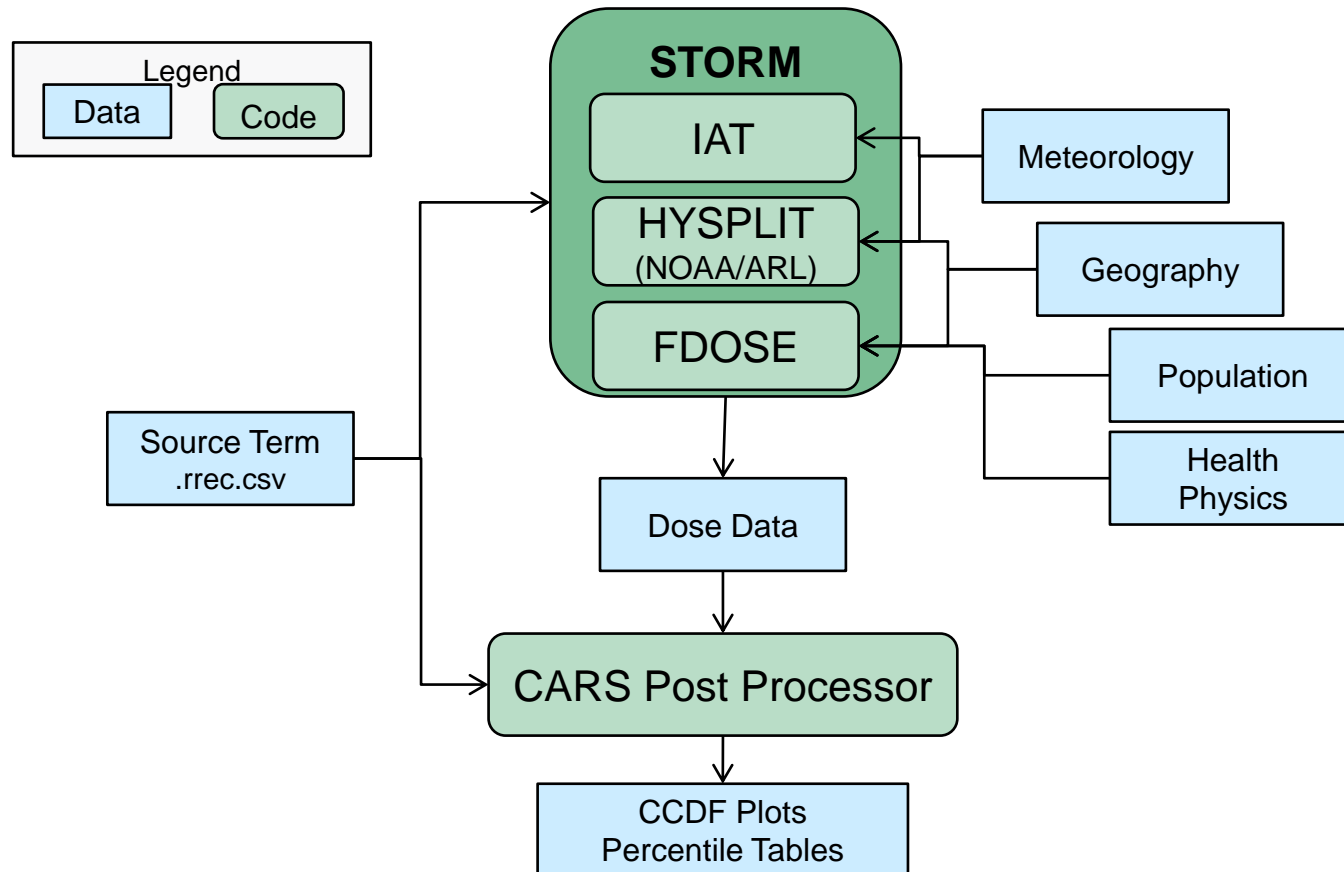 Legend
Data
Code
STORM
IAT
HYSPLIT
(NOAA/ARL)
FDOSE
Meteorology
Geography
Population
Health
Physics
Source Term
.rrec.csv
Dose Data
CARS Post Processor
CCDF Plots
Percentile Tables